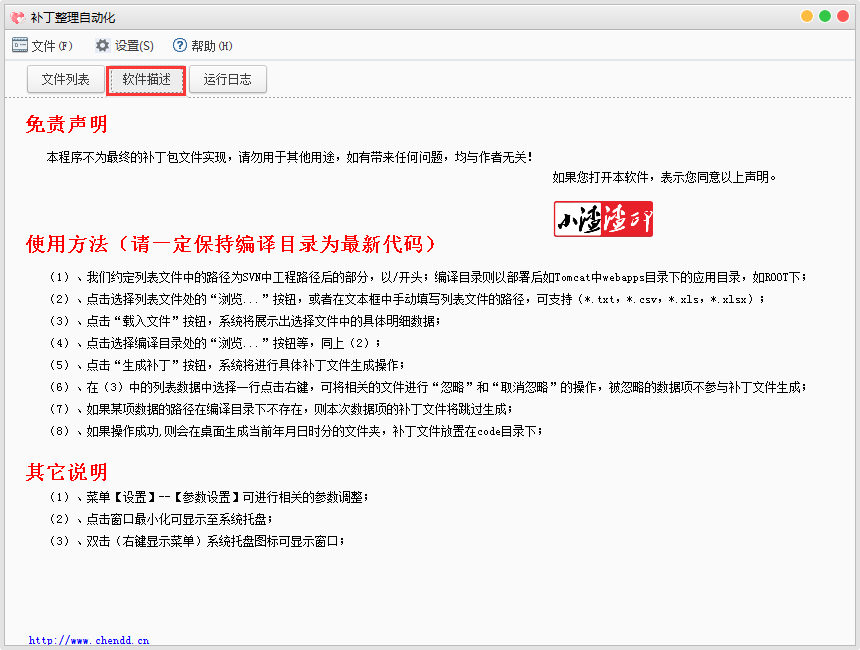 补丁整理自动化
文件(F) 设置(S) 帮助(H)
文件列表 软件描述 运行日志
免责声明
本程序不为最终的补丁包文件实现，请勿用于其他用途，如有带来任何问题，均与作者无关！
如果您打开本软件，表示您同意以上声明。
小渣渣印
使用方法（请一定保持编译目录为最新代码）
（1）、我们约定列表文件中的路径为SVN中工程路径后的部分，以/开头；编译目录则以部署后如Tomcat中webapps目录下的应用目录，如ROOT下；
（2）、点击选择列表文件处的“浏览...”按钮，或者在文本框中手动填写列表文件的路径，可支持（*.txt，*.csv，*.xls，*.xlsx）；
（3）、点击“载入文件”按钮，系统将展示出选择文件中的具体明细数据；
（4）、点击选择编译目录处的“浏览...”按钮等，同上（2）；
（5）、点击“生成补丁”按钮，系统将进行具体补丁文件生成操作；
（6）、在（3）中的列表数据中选择一行点击右键，可将相关的文件进行“忽略”和“取消忽略”的操作，被忽略的数据项不参与补丁文件生成；
（7）、如果某项数据的路径在编译目录下不存在，则本次数据项的补丁文件将跳过生成；
（8）、如果操作成功,则会在桌面生成当前年月日时分的文件夹，补丁文件放置在code目录下；
其它说明
（1）、菜单【设置】--【参数设置】可进行相关的参数调整；
（2）、点击窗口最小化可显示至系统托盘；
（3）、双击（右键显示菜单）系统托盘图标可显示窗口；
http://www.chendd.cn